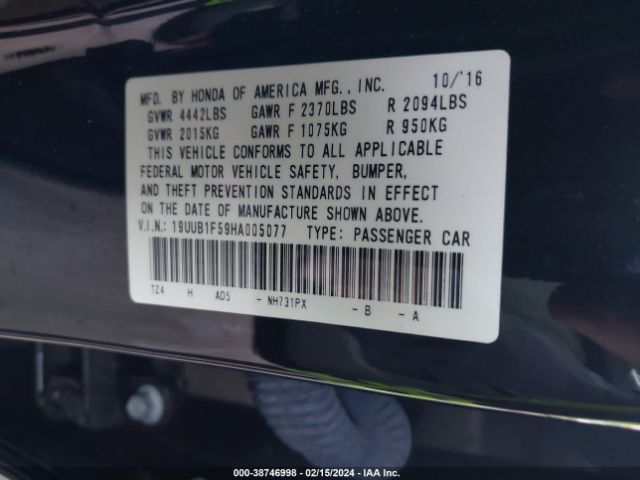 MFD. BY HONDA OF AMERICA MFG., INC. 10/'16
GVWR 4442LBS GAWR F 2370LBS R 2094LBS
GVWR 2015KG GAWR F 1075KG R 950KG
THIS VEHICLE CONFORMS TO ALL APPLICABLE
FEDERAL MOTOR VEHICLE SAFETY, BUMPER,
AND THEFT PREVENTION STANDARDS IN EFFECT
ON THE DATE OF MANUFACTURE SHOWN ABOVE.
V.I.N.: 19UUB1F59HA005077 TYPE: PASSENGER CAR
TZ4 H AD5 - NH731PX - B - A
000-38746998 - 02/15/2024 - IAA Inc.